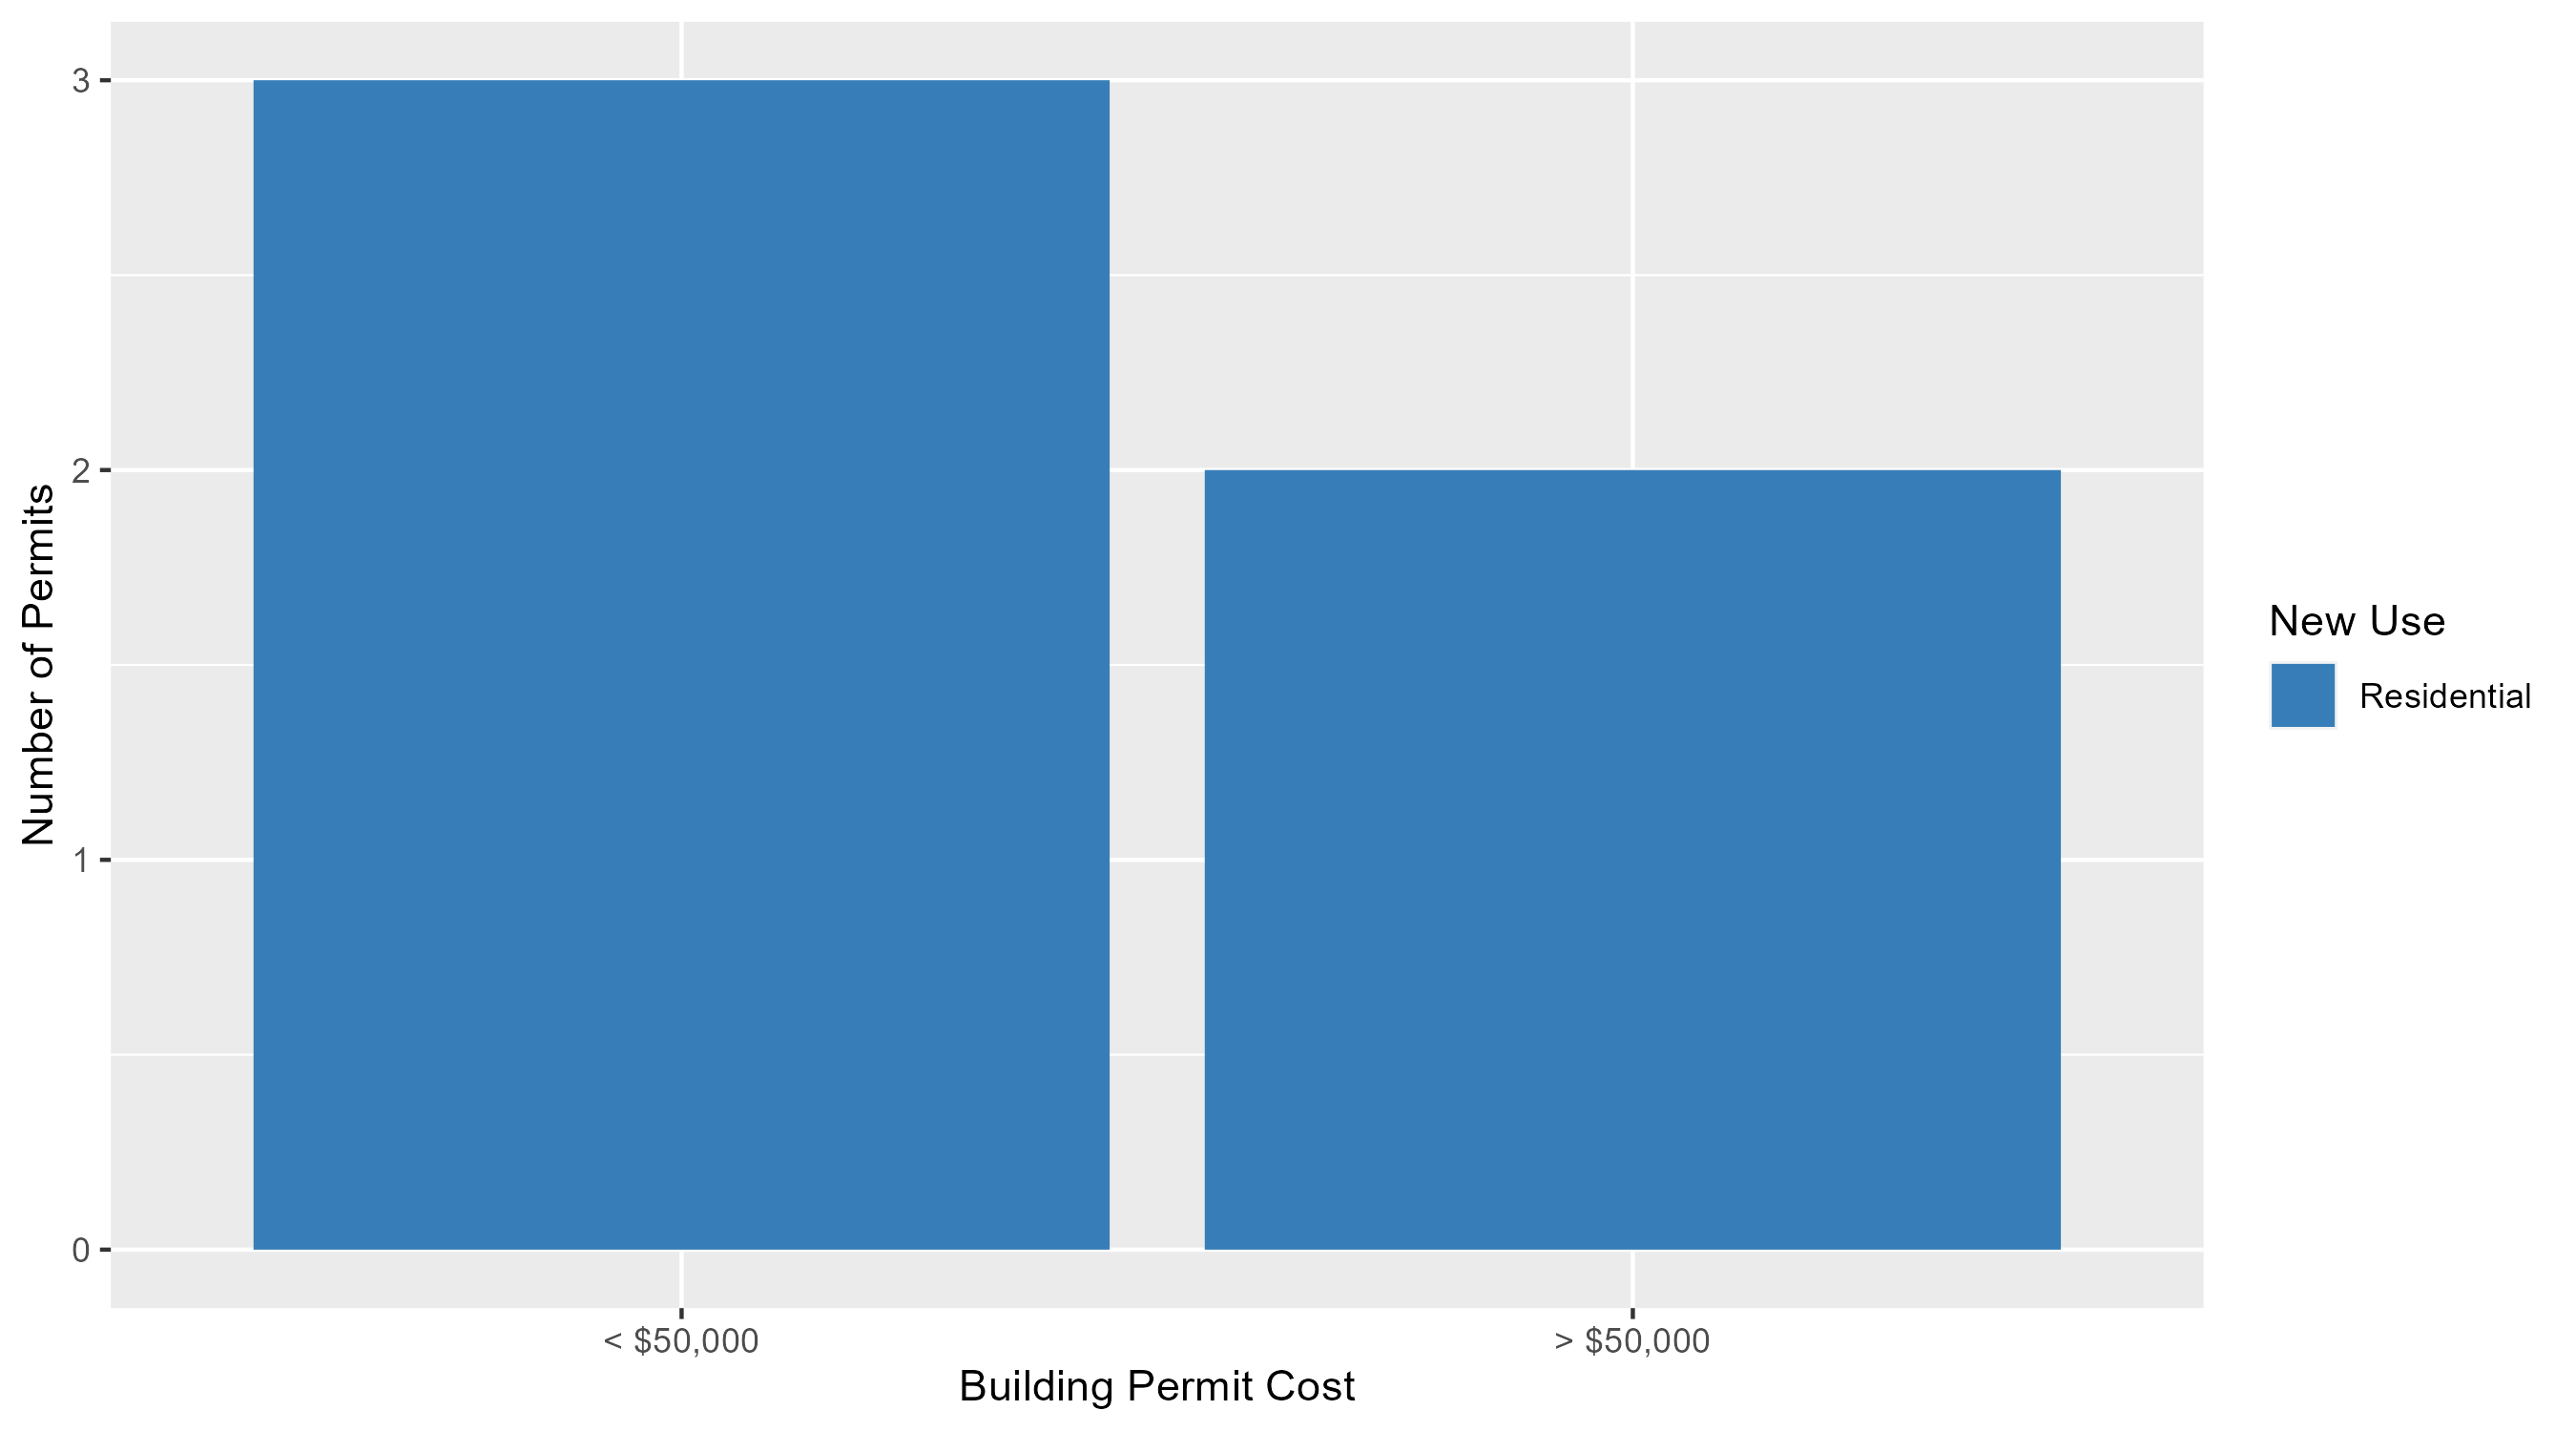 3
2
1
0
Number of Permits
< $50,000
> $50,000
Building Permit Cost
New Use
Residential